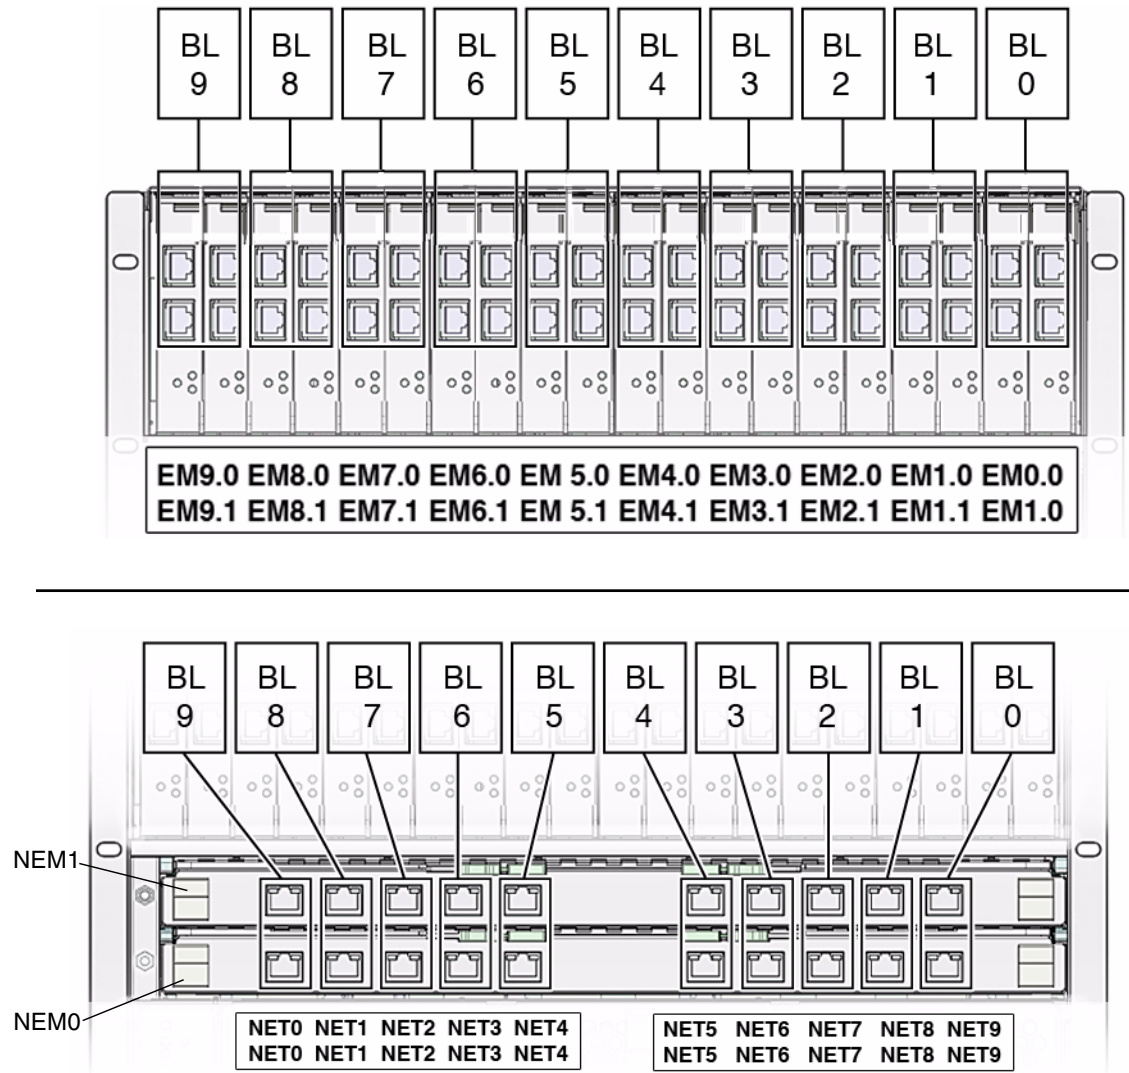 BL 9 BL 8 BL 7 BL 6 BL 5 BL 4 BL 3 BL 2 BL 1 BL 0
EM9.0 EM8.0 EM7.0 EM6.0 EM 5.0 EM4.0 EM3.0 EM2.0 EM1.0 EM0.0
EM9.1 EM8.1 EM7.1 EM6.1 EM 5.1 EM4.1 EM3.1 EM2.1 EM1.1 EM1.0
BL 9 BL 8 BL 7 BL 6 BL 5 BL 4 BL 3 BL 2 BL 1 BL 0
NEM1
NEM0
NET0 NET1 NET2 NET3 NET4
NET0 NET1 NET2 NET3 NET4
NET5 NET6 NET7 NET8 NET9
NET5 NET6 NET7 NET8 NET9